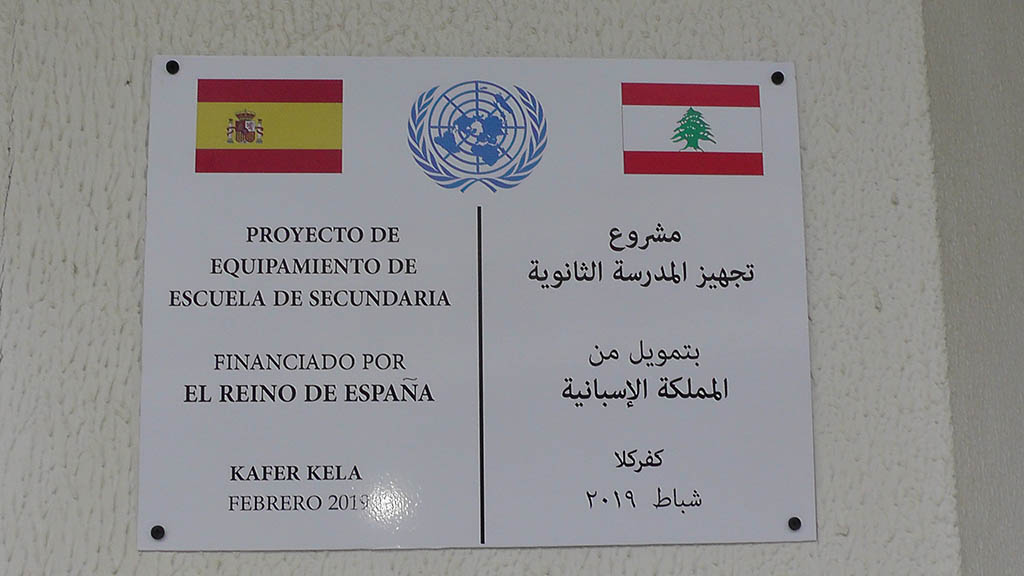 PROYECTO DE
EQUIPAMIENTO DE
ESCUELA DE SECUNDARIA
FINANCIADO POR
EL REINO DE ESPAÑA
KAFER KELA
FEBRERO 2019
مشروع
تجهيز المدرسة الثانوية
بتمويل من
المملكة الإسبانية
كفركلا
شباط ٢٠١٩